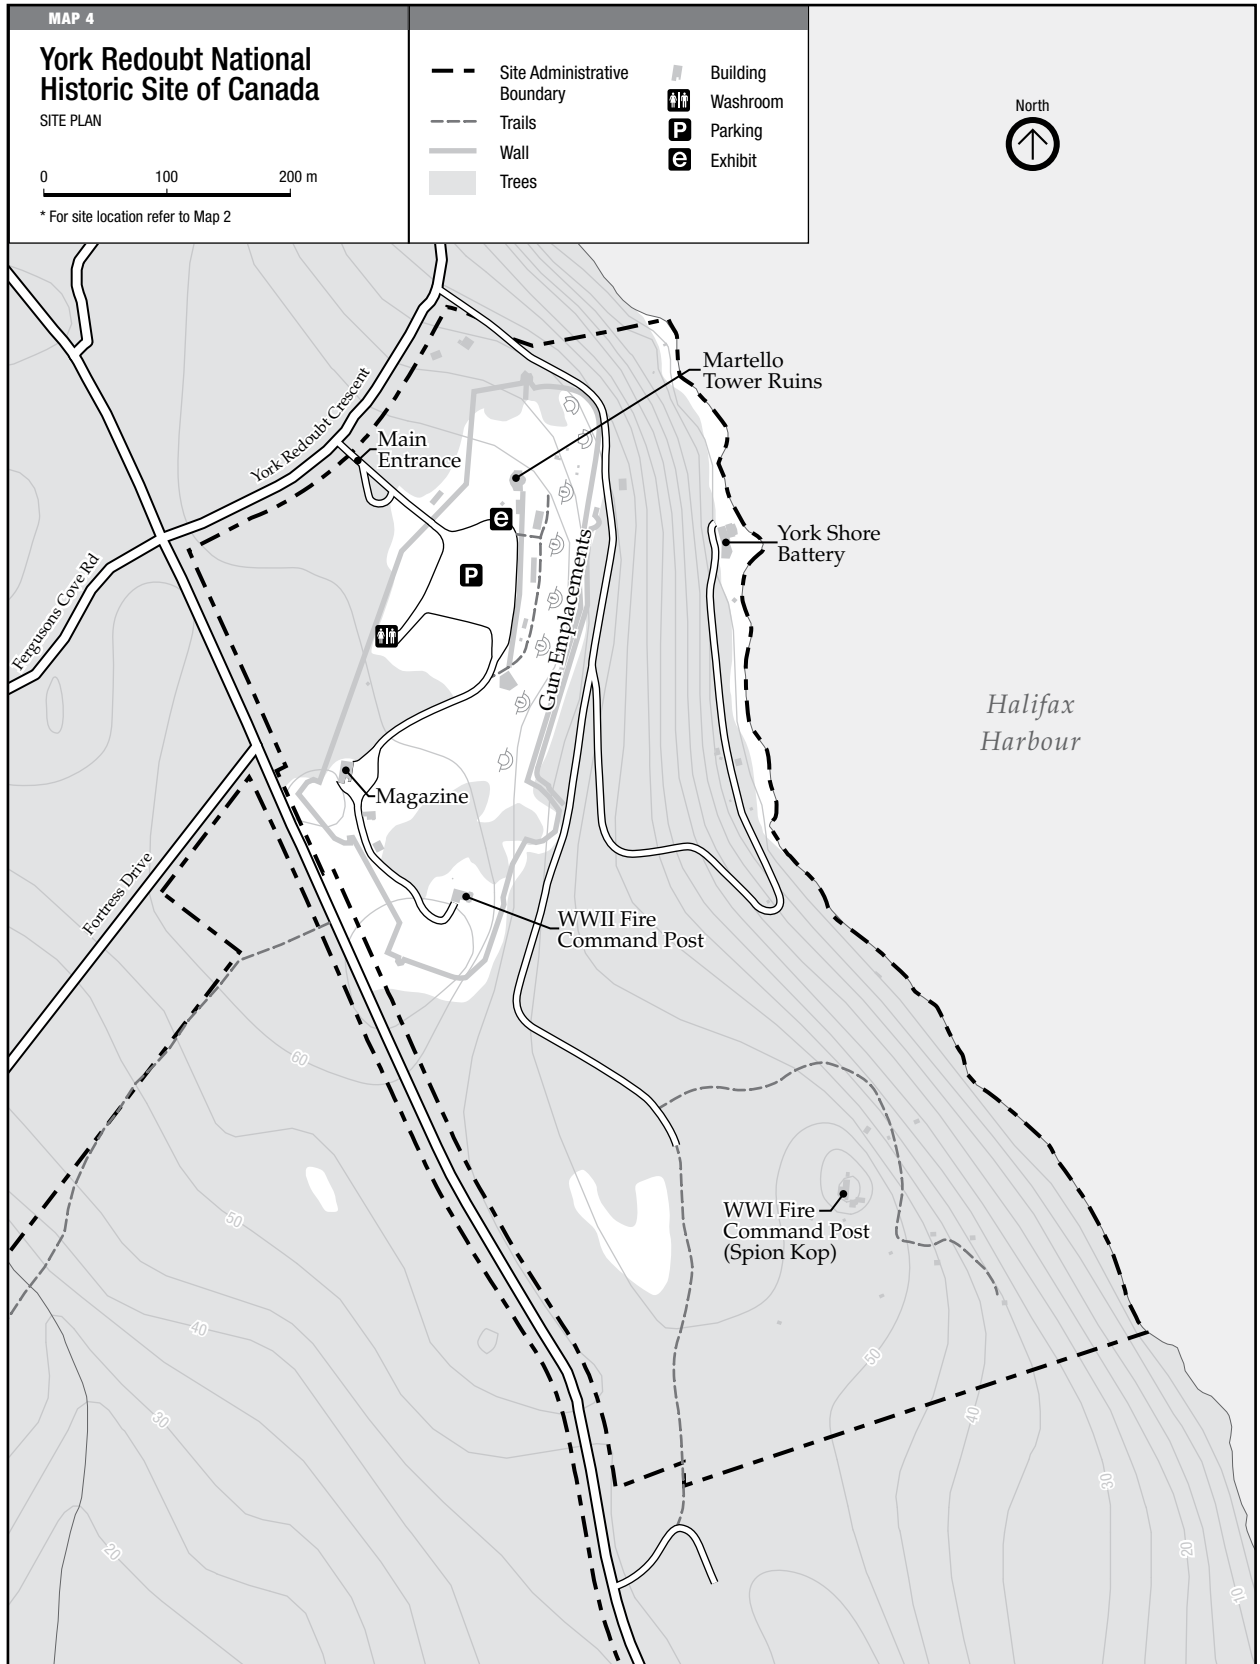 MAP 4
York Redoubt National
Historic Site of Canada
SITE PLAN
0 100 200 m
* For site location refer to Map 2
Site Administrative
Boundary
Trails
Wall
Trees
Building
Washroom
P Parking
e Exhibit
North
Martello
Tower Ruins
York Redoubt Crescent
Main
Entrance
e
York Shore
Battery
P
Fergusons Cove Rd
Gun Emplacements
Halifax
Harbour
Magazine
Fortress Drive
WWII Fire
Command Post
60
WWI Fire
Command Post
(Spion Kop)
50
40
50
30
40
30
20
20
10